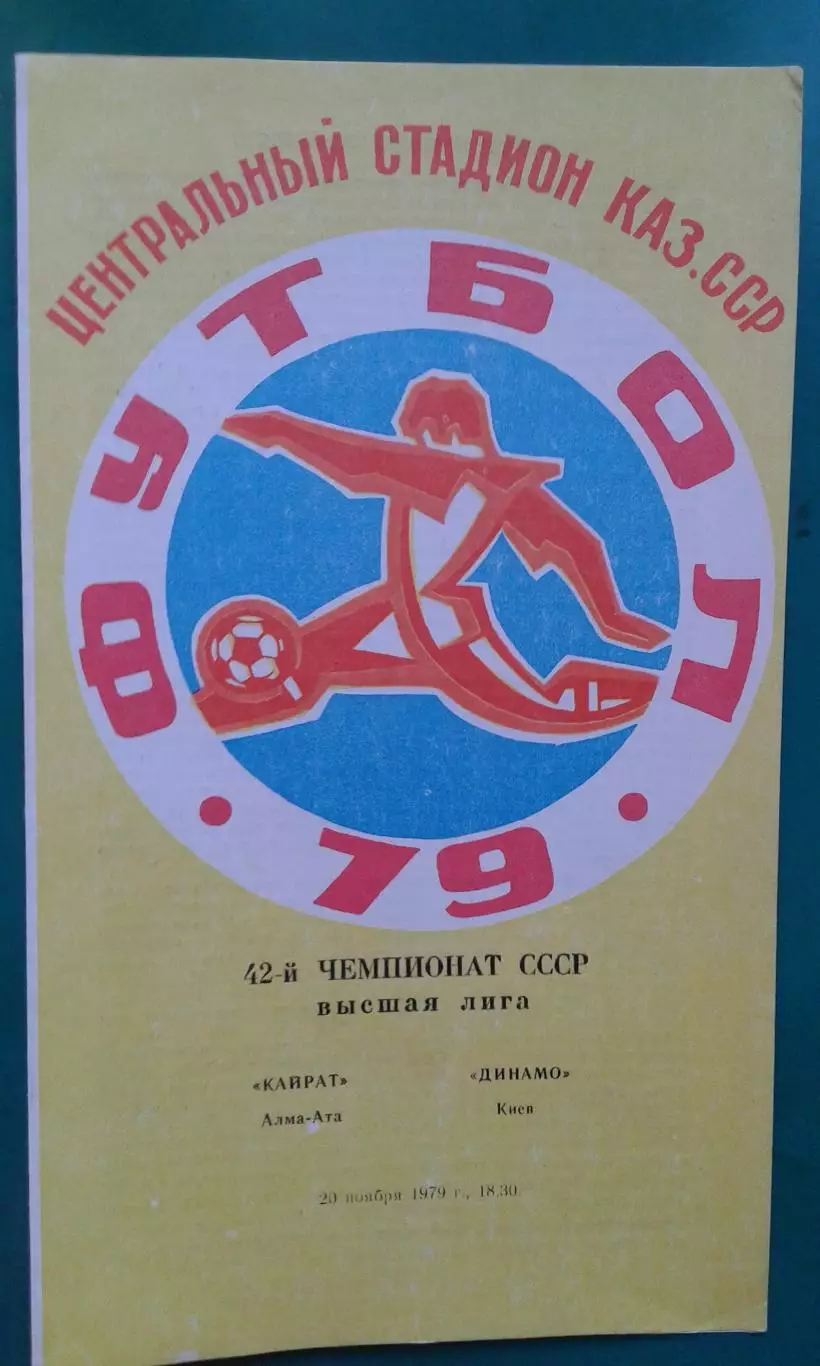 ЦЕНТРАЛЬНЫЙ СТАДИОН КАЗ.ССР
ФУТБОЛ
• 79 •
42-й ЧЕМПИОНАТ СССР
высшая лига
«КАЙРАТ» «ДИНАМО»
Алма-Ата Киев
20 ноября 1979 г., 18.30.